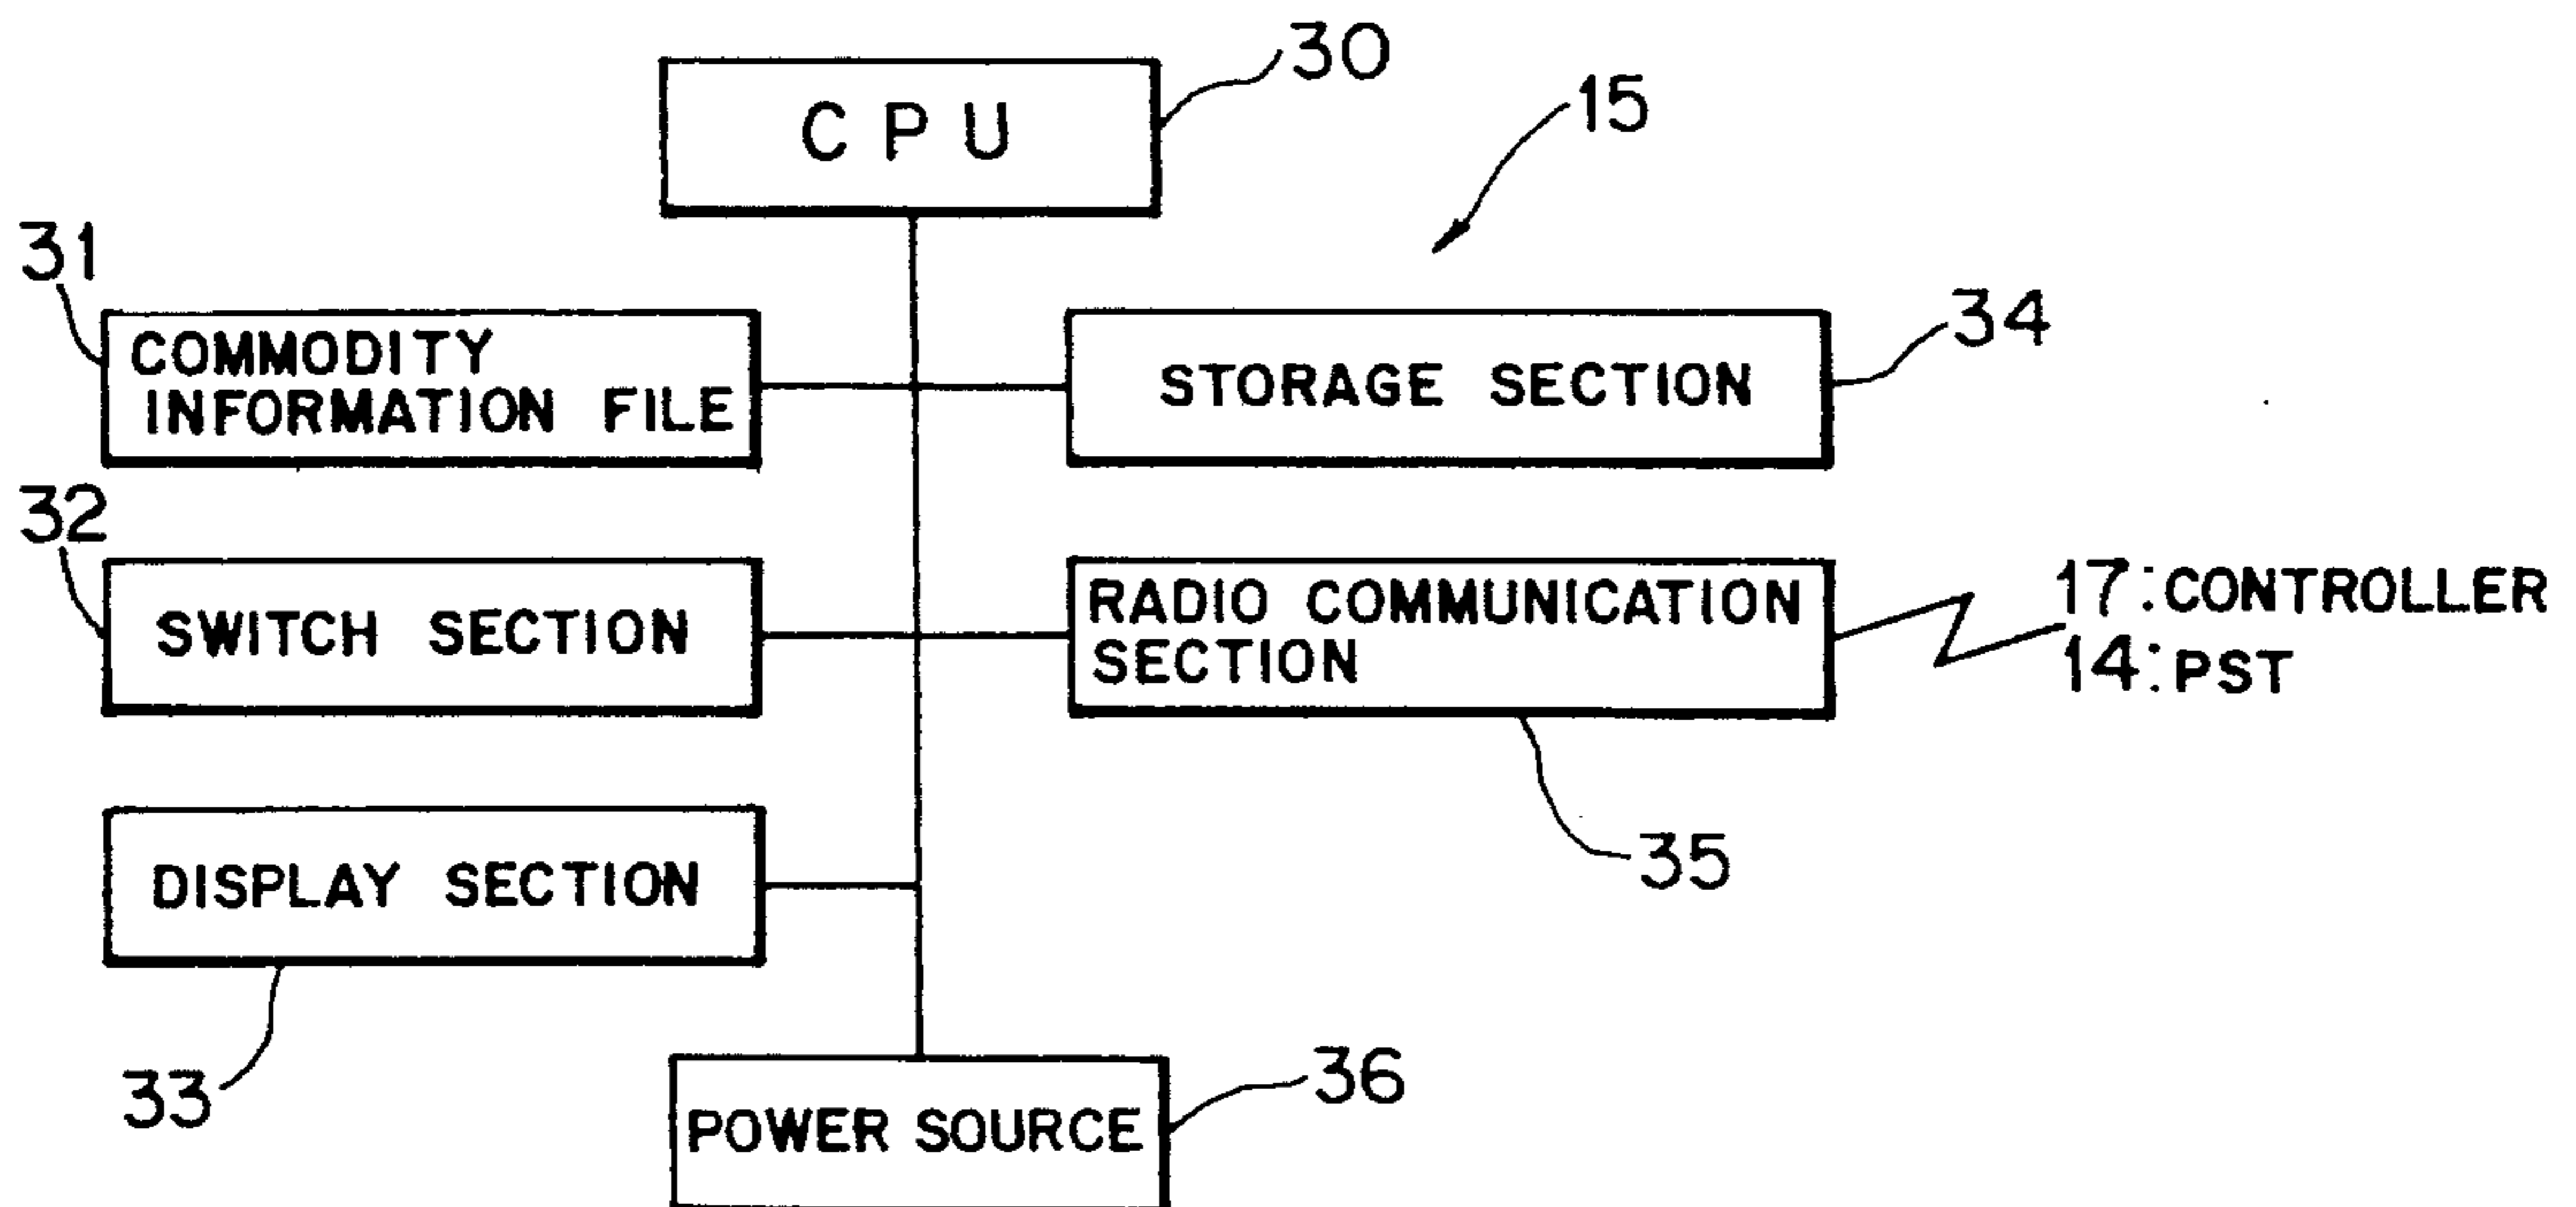 30
CPU
15
31
COMMODITY
INFORMATION FILE
34
STORAGE SECTION
32
SWITCH SECTION
RADIO COMMUNICATION
SECTION
17:CONTROLLER
14:PST
DISPLAY SECTION
35
33
36
POWER SOURCE